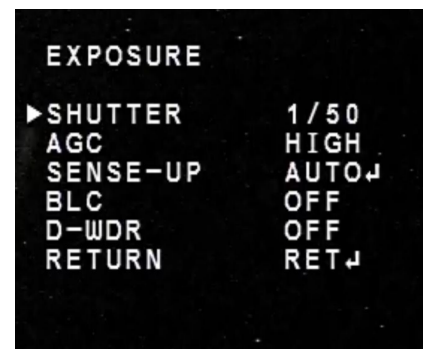 EXPOSURE
▶SHUTTER 1/50
AGC HIGH
SENSE-UP AUTO↲
BLC OFF
D-WDR OFF
RETURN RET↲